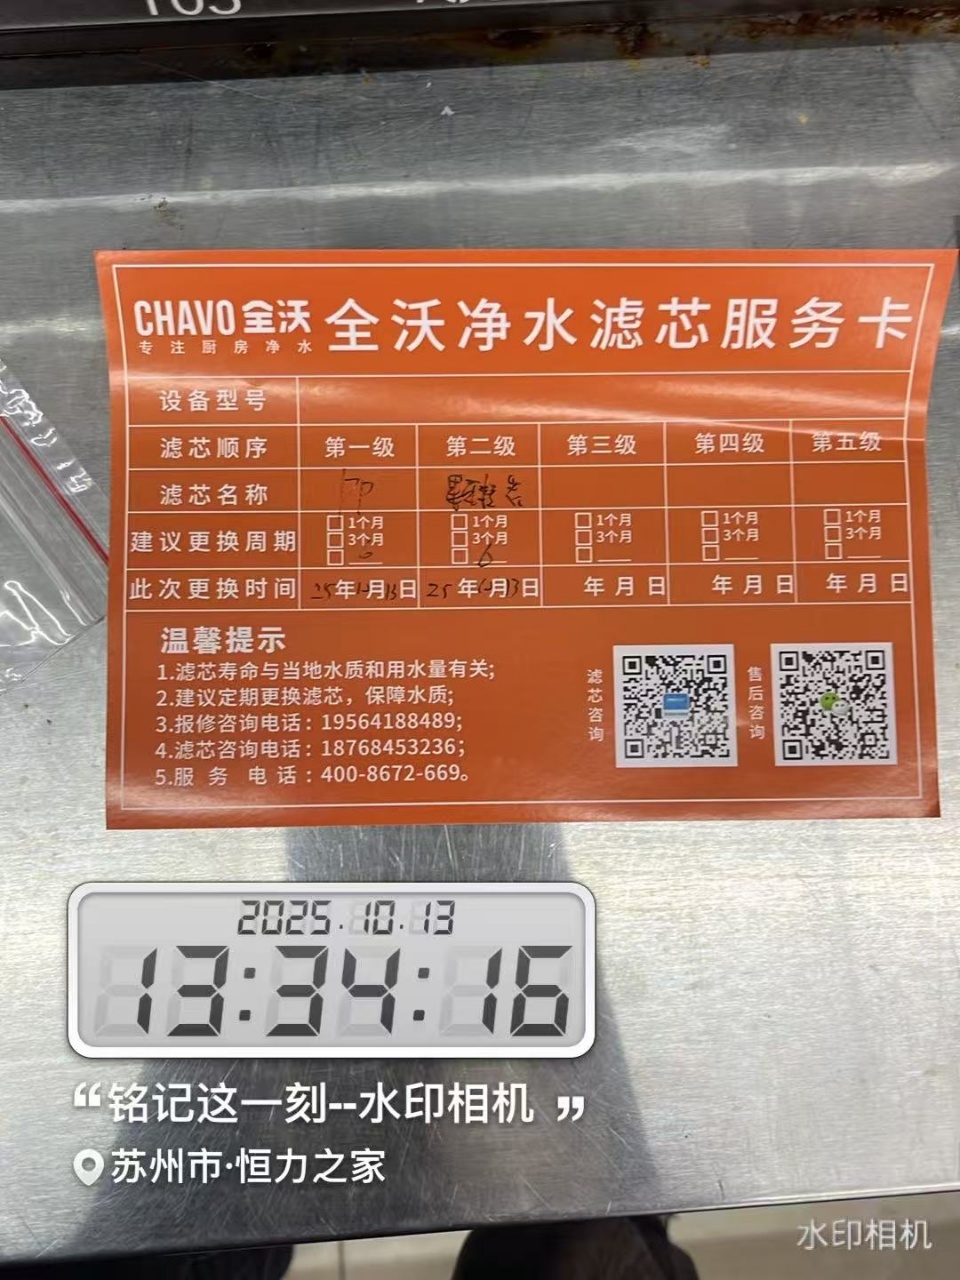 CHAVO 全沃
专注厨房净水
全沃净水滤芯服务卡
设备型号
滤芯顺序 第一级 第二级 第三级 第四级 第五级
滤芯名称 PP
建议更换周期 □1个月 □1个月 □1个月 □1个月 □1个月
□3个月 □3个月 □3个月 □3个月 □3个月
□ □ 6 □ □ □
此次更换时间 25年月13日 25年月13日 年月日 年月日 年月日
温馨提示
1.滤芯寿命与当地水质和用水量有关;
2.建议定期更换滤芯，保障水质;
3.报修咨询电话：19564188489;
4.滤芯咨询电话：18768453236;
5.服务电话：400-8672-669。
滤芯咨询
售后咨询
2025.10.13
13:34:16
“铭记这一刻--水印相机”
苏州市·恒力之家
水印相机